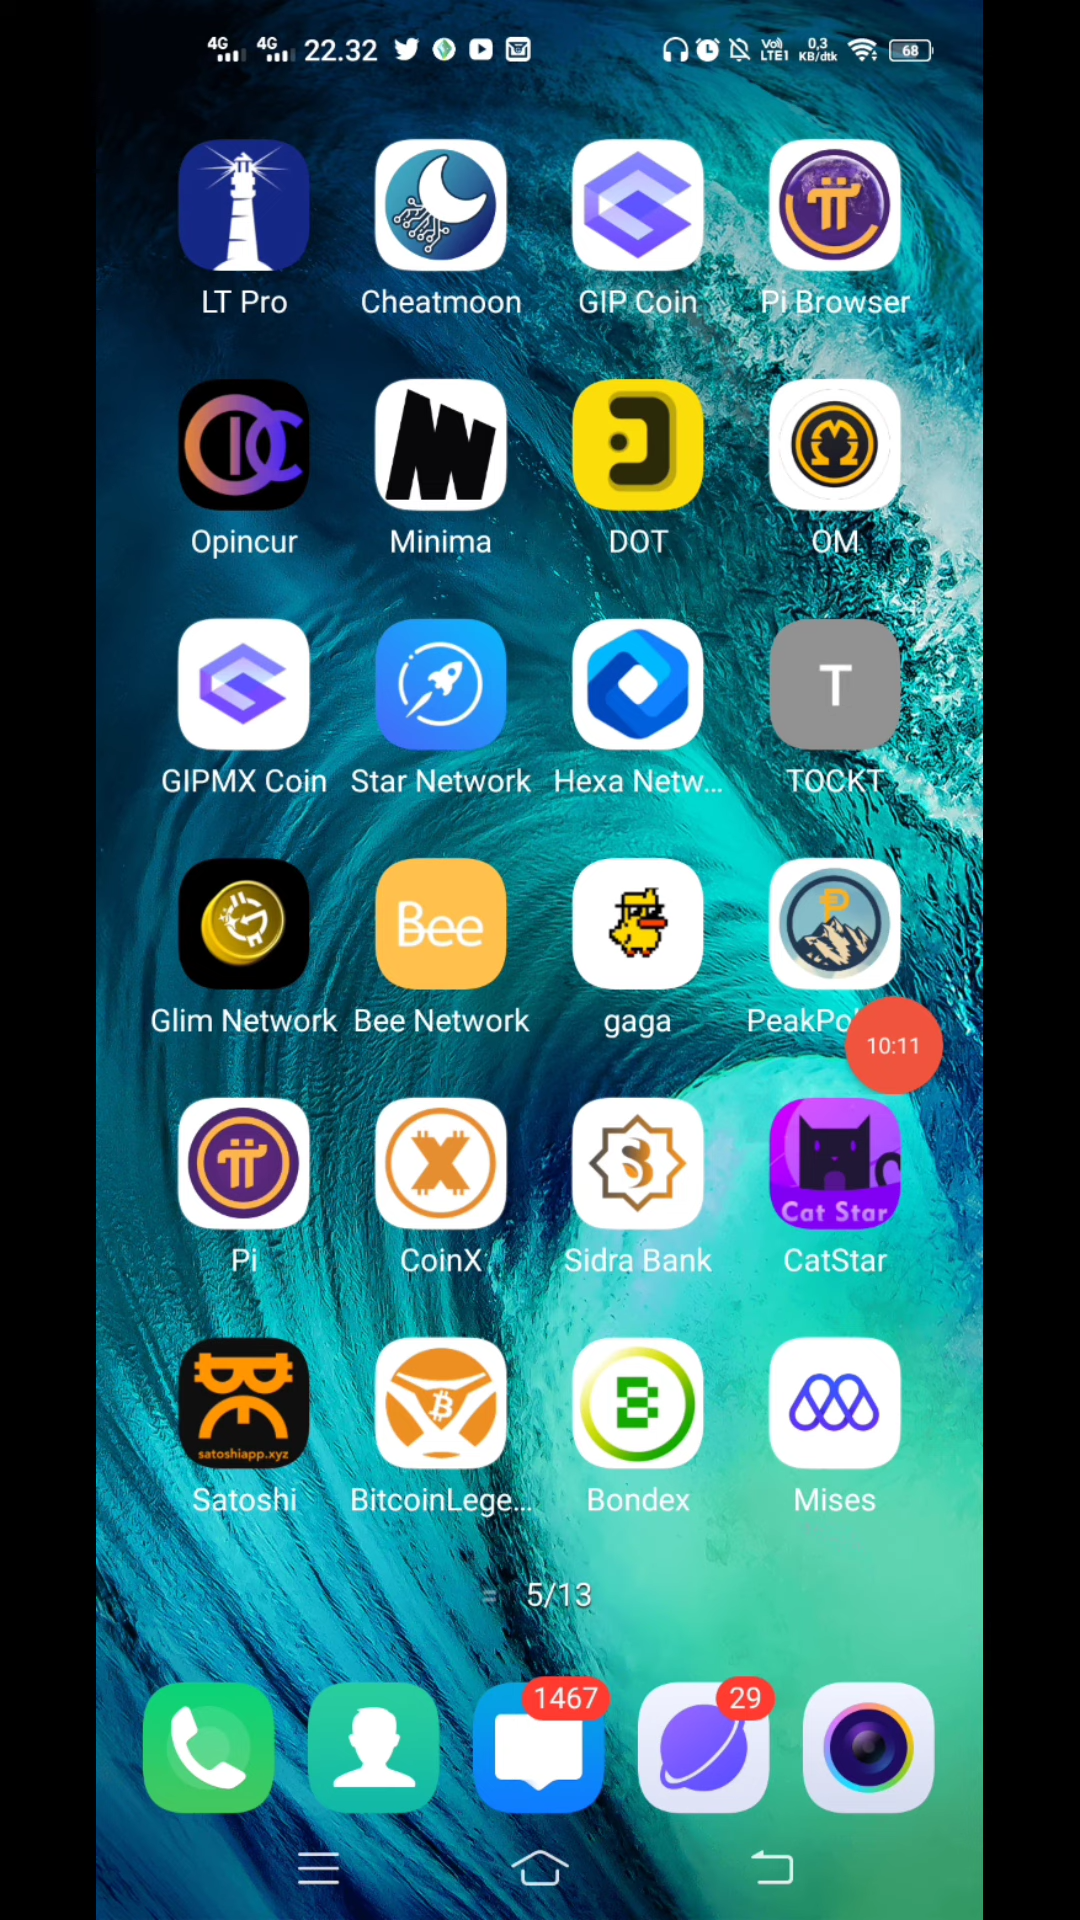 4G 4G 22.32 Vo) LTE1 0,3 KB/dtk 68
LT Pro Cheatmoon GIP Coin Pi Browser
Opincur Minima DOT OM
T
GIPMX Coin Star Network Hexa Netw... TOCKT
Bee
Glim Network Bee Network gaga PeakPo
10:11
Cat Star
Pi CoinX Sidra Bank CatStar
satoshiapp.xyz
Satoshi BitcoinLege... Bondex Mises
5/13
1467 29